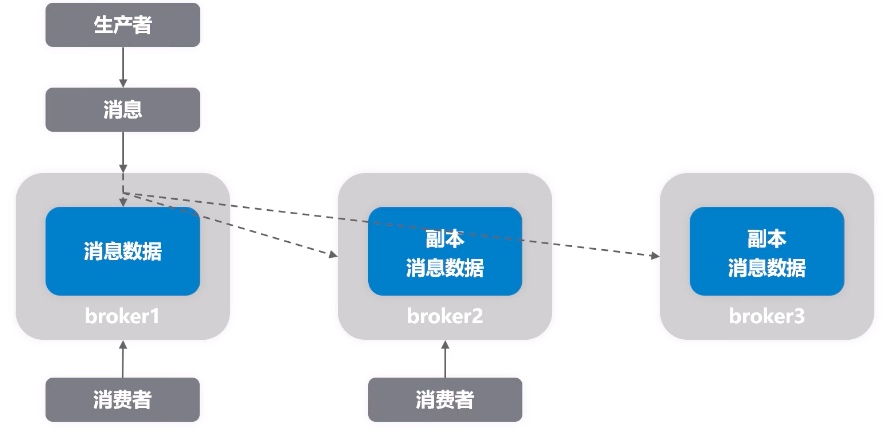 生产者
消息
消息数据
副本
消息数据
副本
消息数据
broker1
broker2
broker3
消费者
消费者